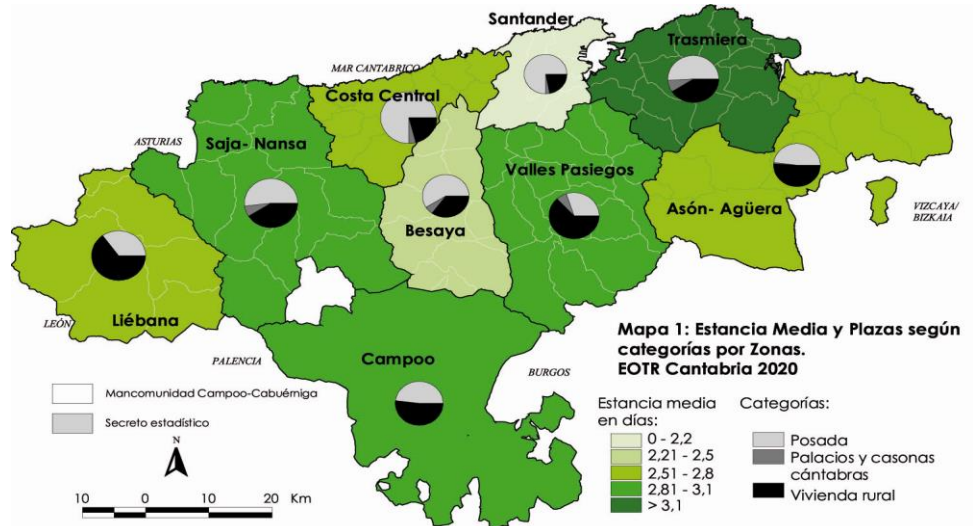 Santander
Trasmiera
MAR CANTABRICO
Costa Central
ASTURIAS
Saja- Nansa
Valles Pasiegos
Besaya
Asón- Agüera
VIZCAYA/
BIZKAIA
Liébana
LEÓN
PALENCIA
Campoo
BURGOS
Mapa 1: Estancia Media y Plazas según
categorías por Zonas.
EOTR Cantabria 2020
Mancomunidad Campoo-Cabuérniga
Secreto estadístico
N
10 0 10 20 Km
Estancia media
en días:
0 - 2,2
2,21 - 2,5
2,51 - 2,8
2,81 - 3,1
> 3,1
Categorías:
Posada
Palacios y casonas
cántabras
Vivienda rural